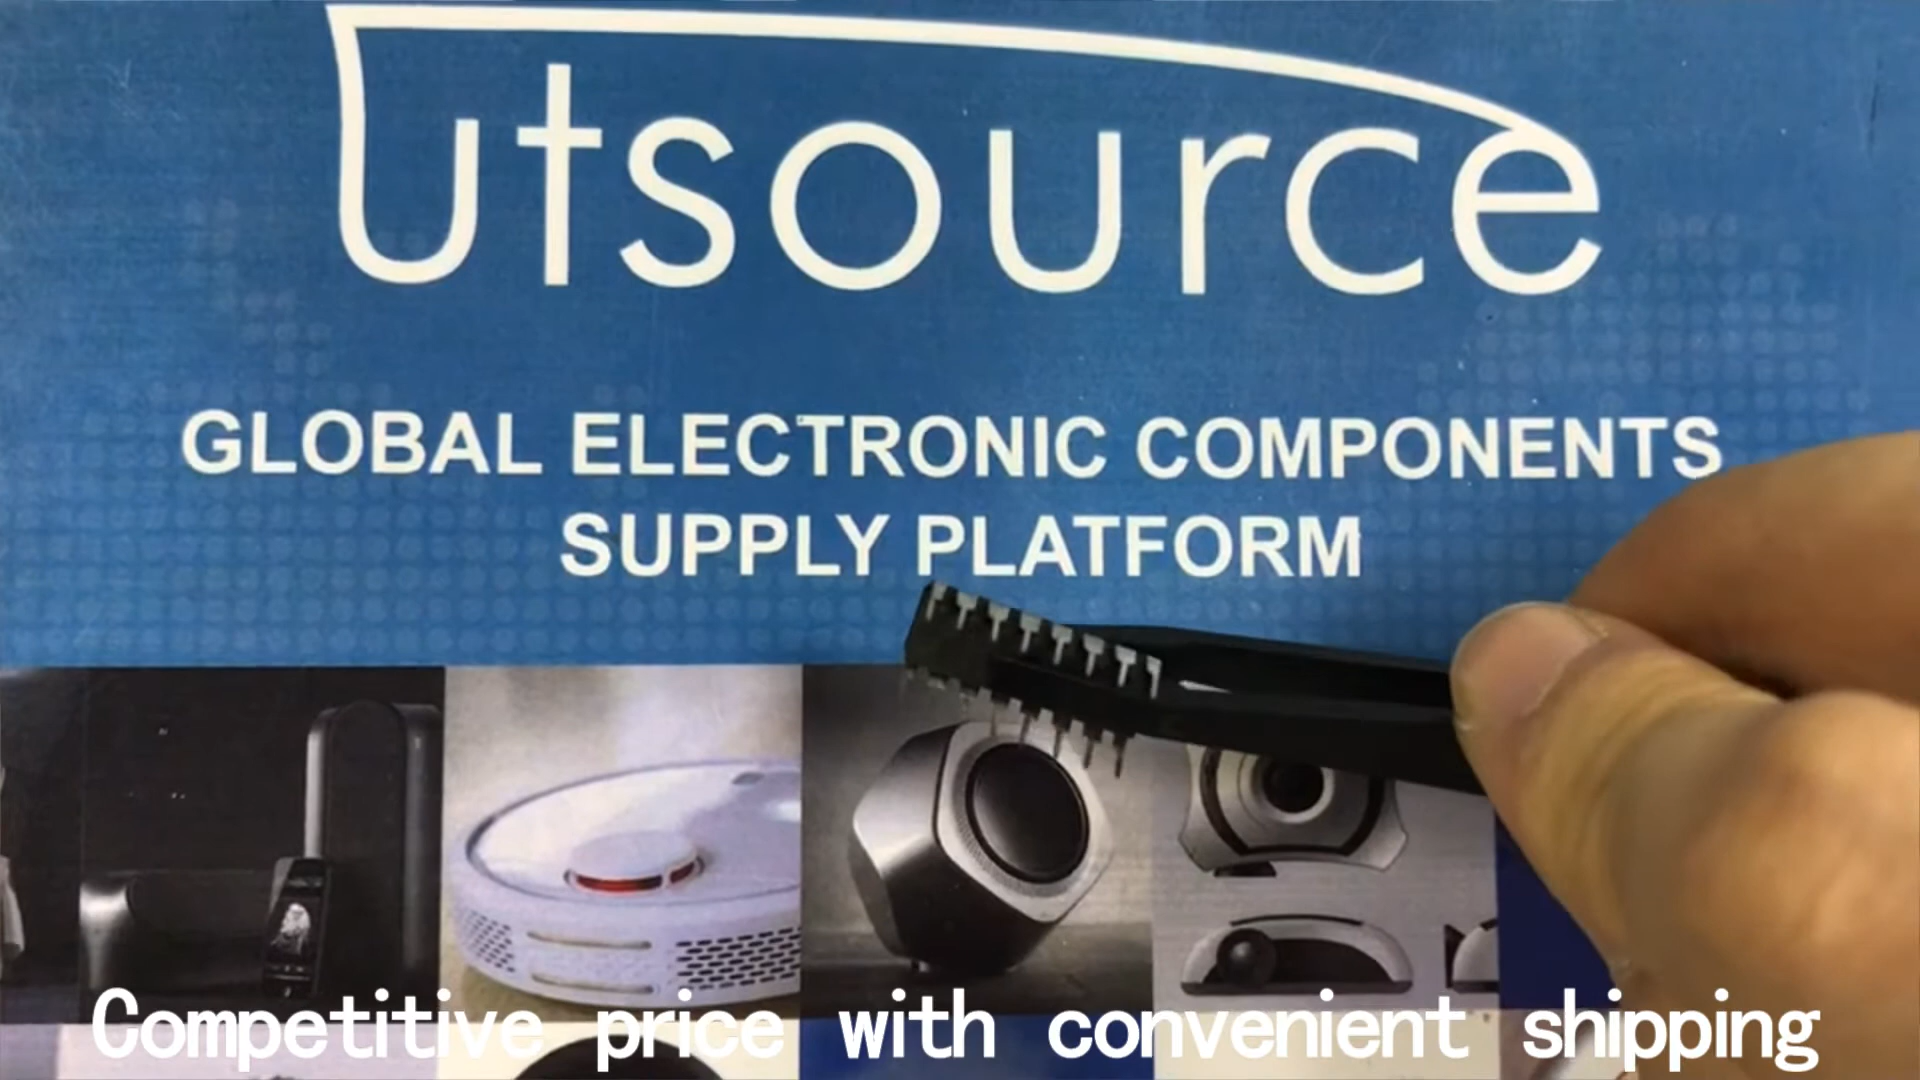 utsource
GLOBAL ELECTRONIC COMPONENTS
SUPPLY PLATFORM
Competitive price with convenient shipping